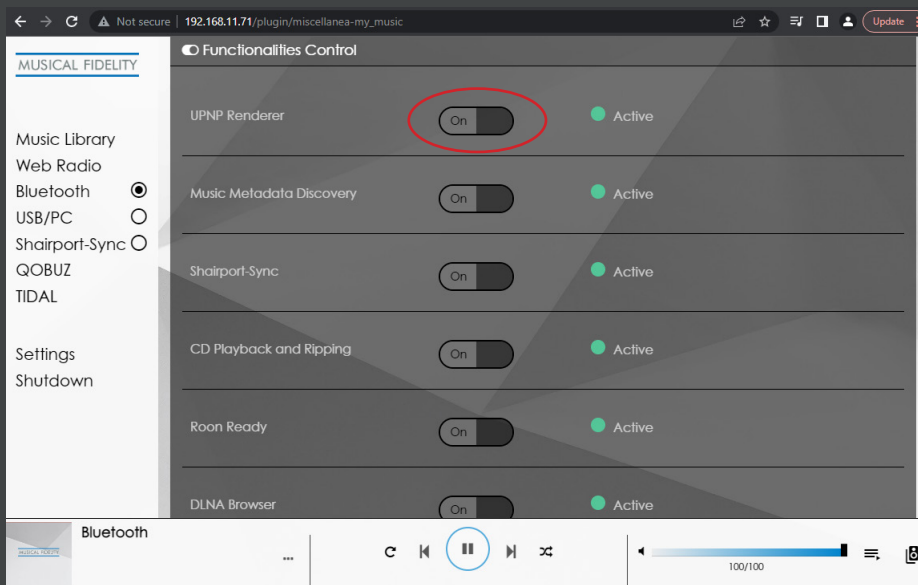 Not secure 192.168.11.71/plugin/miscellanea-my_music
Update
MUSICAL FIDELITY
Functionalities Control
Music Library
Web Radio
Bluetooth
USB/PC
Shairport-Sync
QOBUZ
TIDAL
Settings
Shutdown
UPNP Renderer On Active
Music Metadata Discovery On Active
Shairport-Sync On Active
CD Playback and Ripping On Active
Roon Ready On Active
DLNA Browser On Active
MUSICAL FIDELITY
Bluetooth
...
100/100